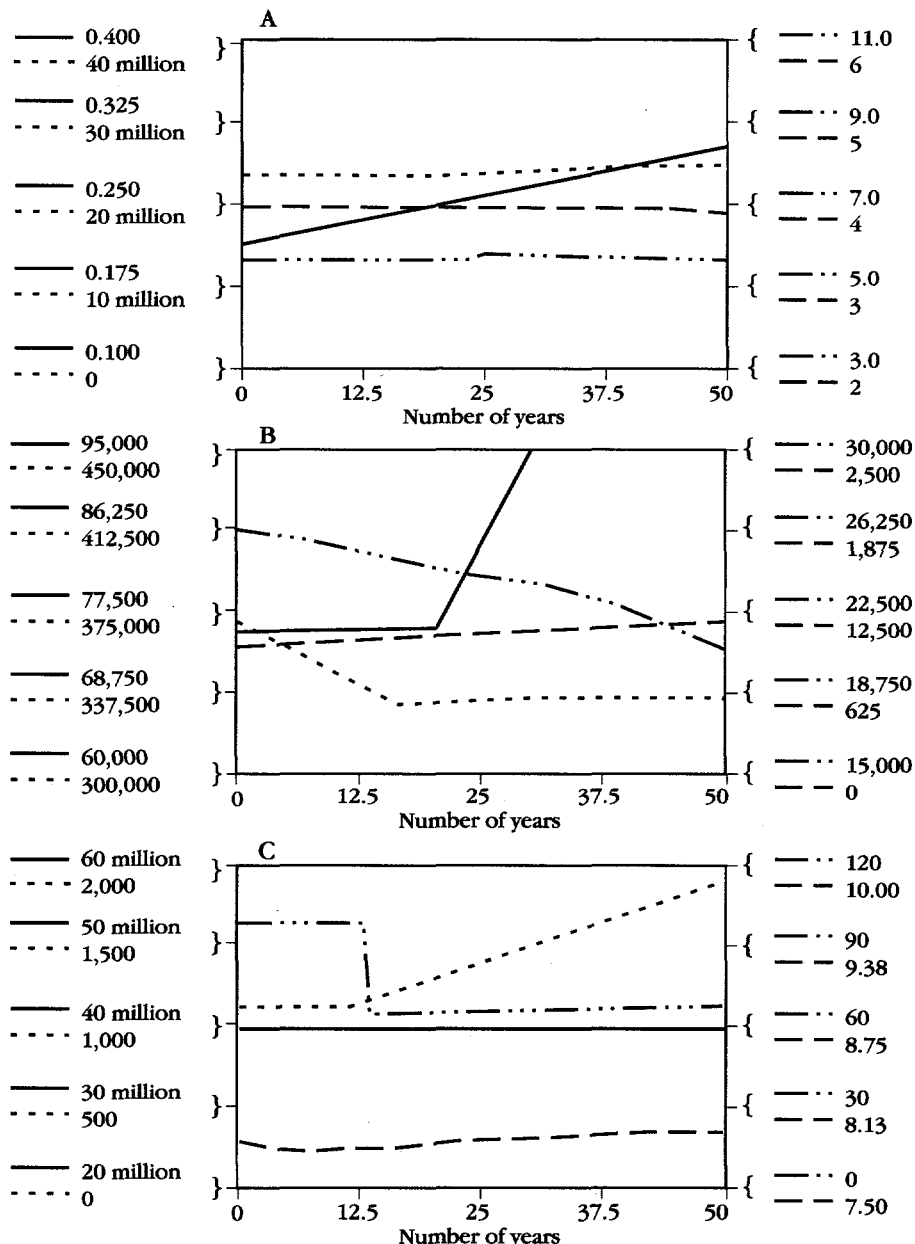 A
0.400
40 million
0.325
30 million
0.250
20 million
0.175
10 million
0.100
0
11.0
6
9.0
5
7.0
4
5.0
3
3.0
2
0 12.5 25 37.5 50
Number of years
B
95,000
450,000
86,250
412,500
77,500
375,000
68,750
337,500
60,000
300,000
30,000
2,500
26,250
1,875
22,500
12,500
18,750
625
15,000
0
0 12.5 25 37.5 50
Number of years
C
60 million
2,000
50 million
1,500
40 million
1,000
30 million
500
20 million
0
120
10.00
90
9.38
60
8.75
30
8.13
0
7.50
0 12.5 25 37.5 50
Number of years